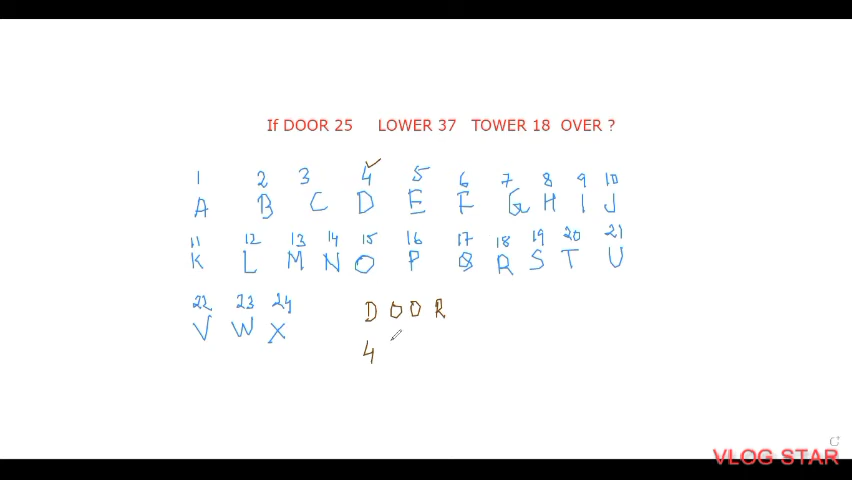 If DOOR 25 LOWER 37 TOWER 18 OVER ?
1 2 3 4 5 6 7 8 9 10
A B C D E F G H I J
11 12 13 14 15 16 17 18 19 20 21
K L M N O P Q R S T U
22 23 24
V W X
D O O R
4
VLOG STAR